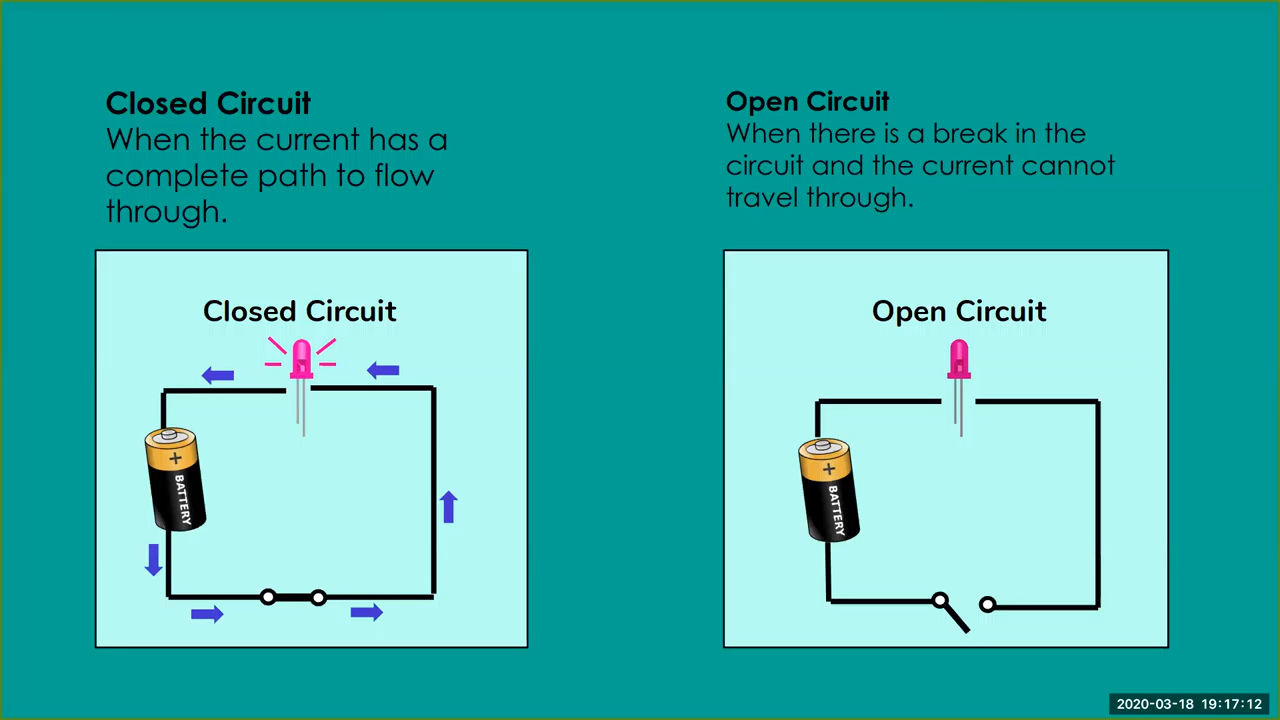 Closed Circuit
When the current has a
complete path to flow
through.
Open Circuit
When there is a break in the
circuit and the current cannot
travel through.
Closed Circuit
+
BATTERY
Open Circuit
+
BATTERY
2020-03-18 19:17:12